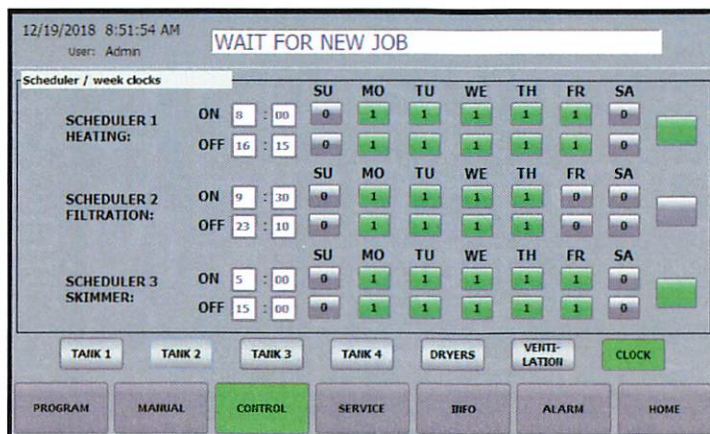 12/19/2018 8:51:54 AM
User: Admin
WAIT FOR NEW JOB
Scheduler / week clocks
SU MO TU WE TH FR SA
SCHEDULER 1 HEATING:
ON 8 : 00 0 1 1 1 1 1 0
OFF 16 : 15 0 1 1 1 1 1 0
SU MO TU WE TH FR SA
SCHEDULER 2 FILTRATION:
ON 9 : 30 0 1 1 1 1 0 0
OFF 23 : 10 0 1 1 1 1 0 0
SU MO TU WE TH FR SA
SCHEDULER 3 SKIMMER:
ON 5 : 00 0 1 1 1 1 1 0
OFF 15 : 00 0 1 1 1 1 1 0
TANK 1 TANK 2 TANK 3 TANK 4 DRYERS VENTI-LATION CLOCK
PROGRAM MANUAL CONTROL SERVICE INFO ALARM HOME